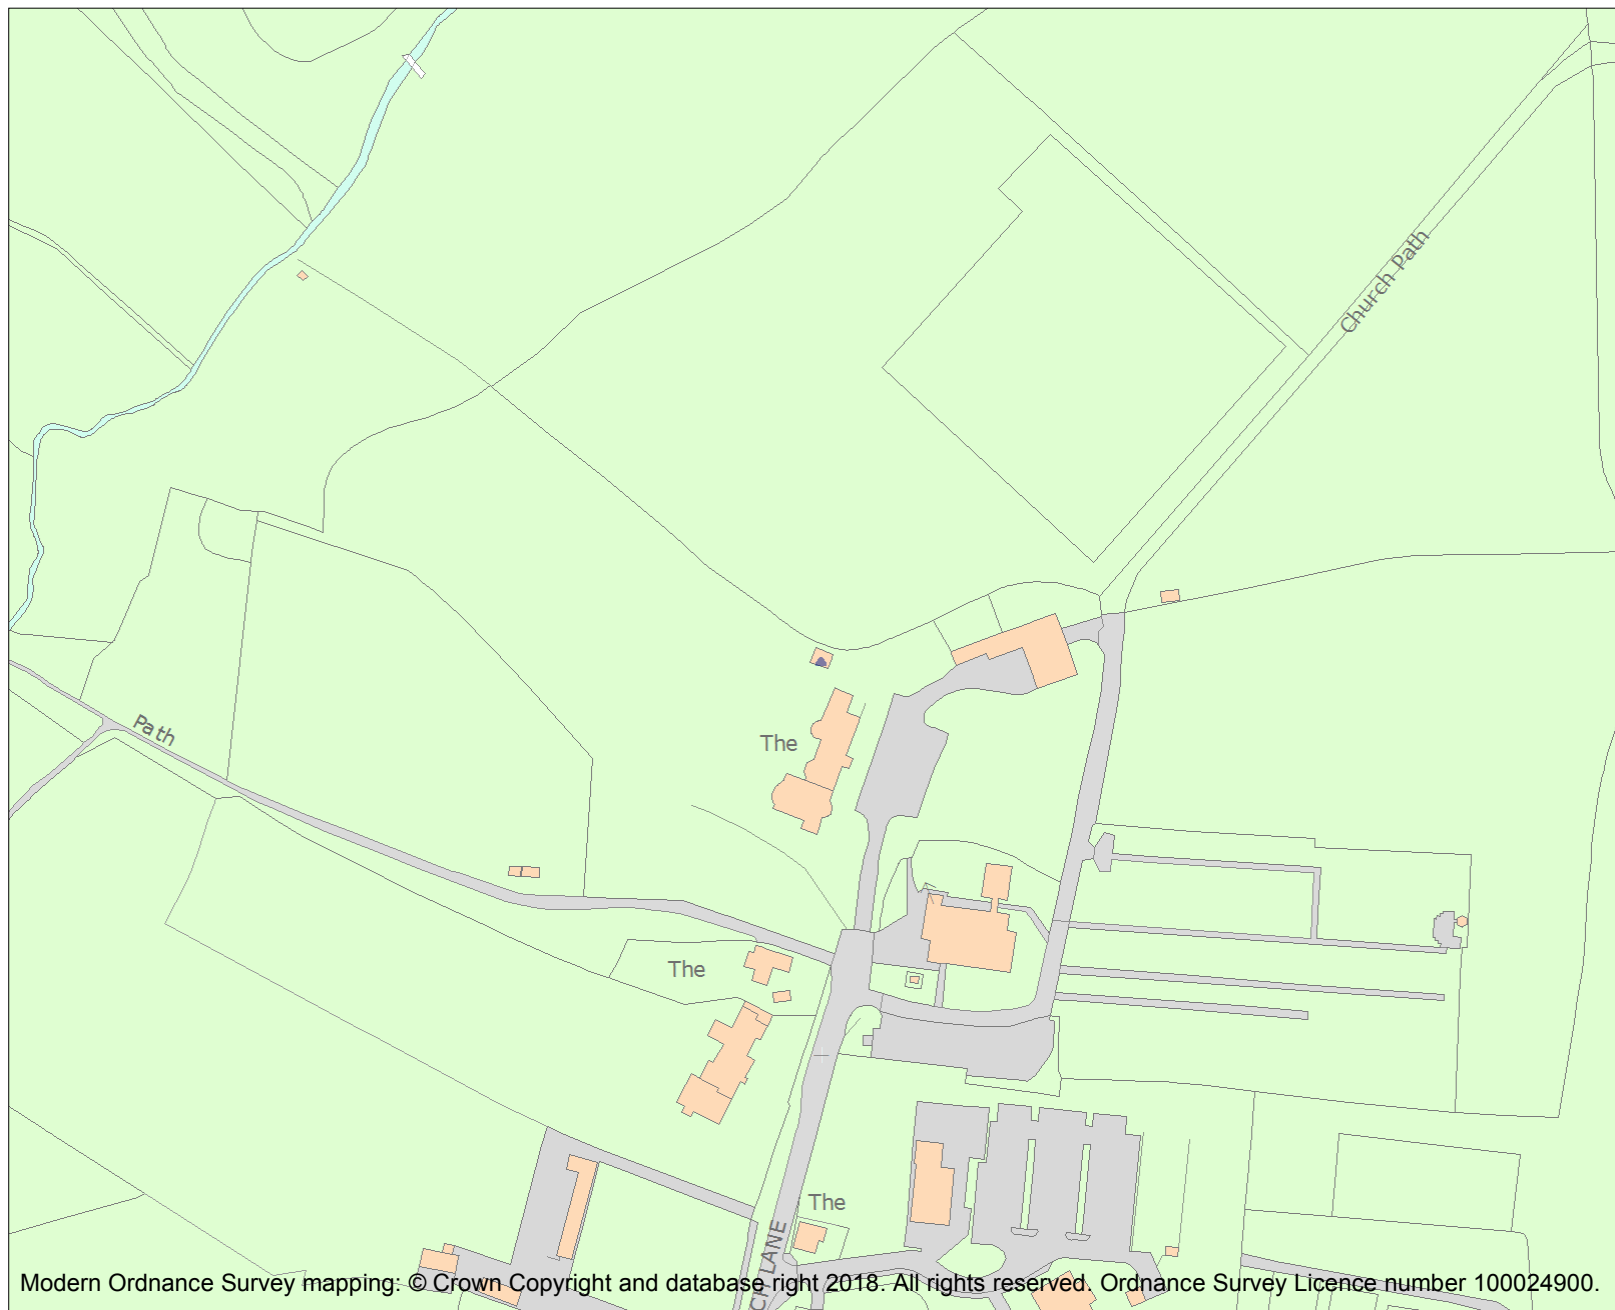 Church Path
Path
The
The
The
LANE
Modern Ordnance Survey mapping: © Crown Copyright and database right 2018. All rights reserved. Ordnance Survey Licence number 100024900.